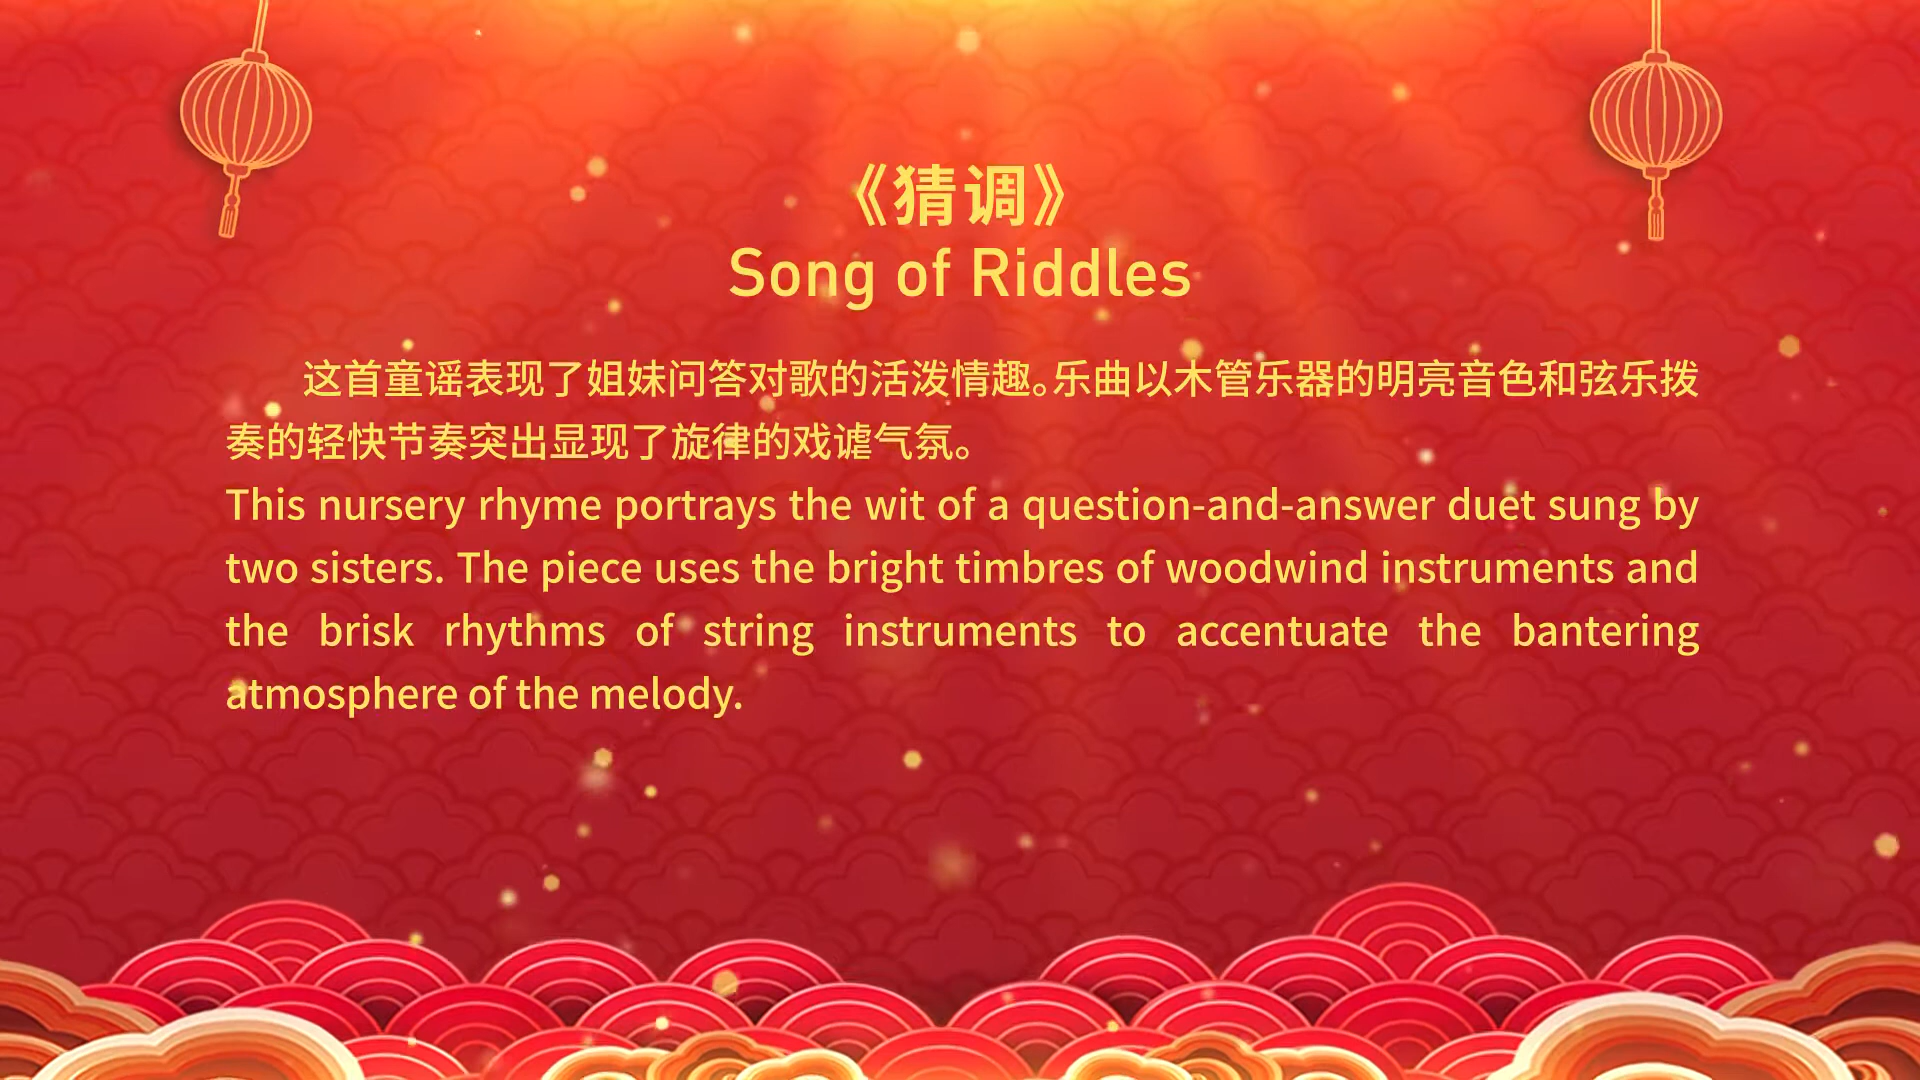 《猜调》
Song of Riddles
这首童谣表现了姐妹问答对歌的活泼情趣。乐曲以木管乐器的明亮音色和弦乐拨
奏的轻快节奏突出显现了旋律的戏谑气氛。
This nursery rhyme portrays the wit of a question-and-answer duet sung by
two sisters. The piece uses the bright timbres of woodwind instruments and
the brisk rhythms of string instruments to accentuate the bantering
atmosphere of the melody.